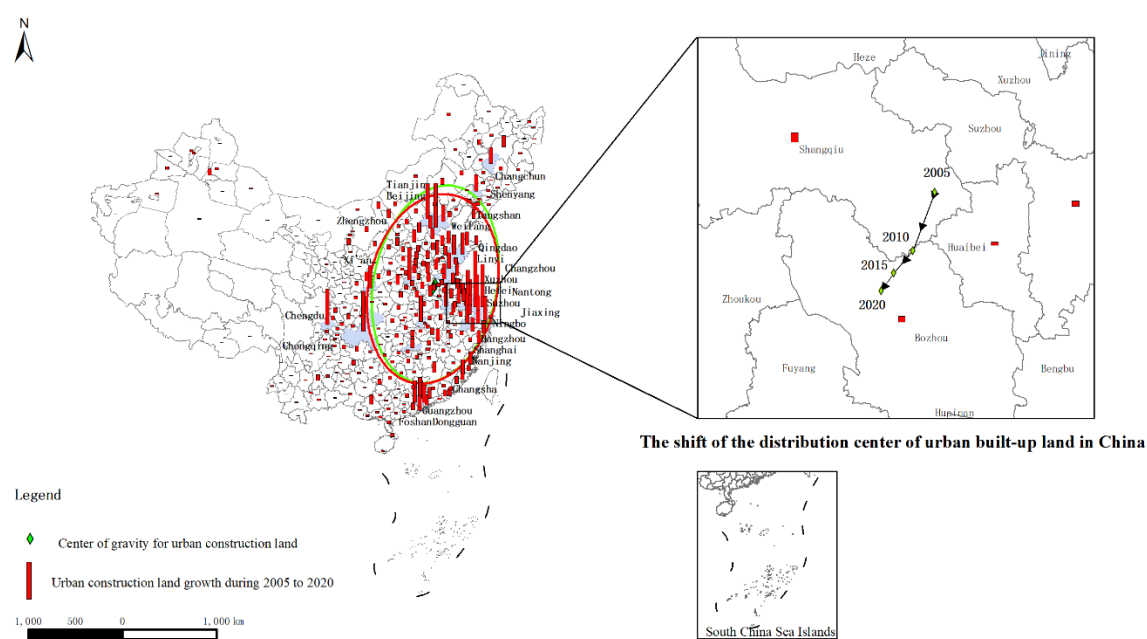 N
Tianjin
Beijing
Changchun
Shenyang
Tangshan
Zhengzhou
Weifang
Qingdao
Linyi
Xi'an
Changzhou
Xuzhou
Hefei
Nantong
Suzhou
Jiaxing
Chengdu
Ningbo
Chongqing
Hangzhou
Shanghai
Nanjing
Changsha
Guangzhou
Foshan
Dongguan
Heze
Jining
Xuzhou
Suzhou
Shangqiu
2005
2010
Huaibei
2015
2020
Zhoukou
Bozhou
Fuyang
Bengbu
The shift of the distribution center of urban built-up land in China
Legend
Center of gravity for urban construction land
Urban construction land growth during 2005 to 2020
1,000 500 0 1,000 km
South China Sea Islands